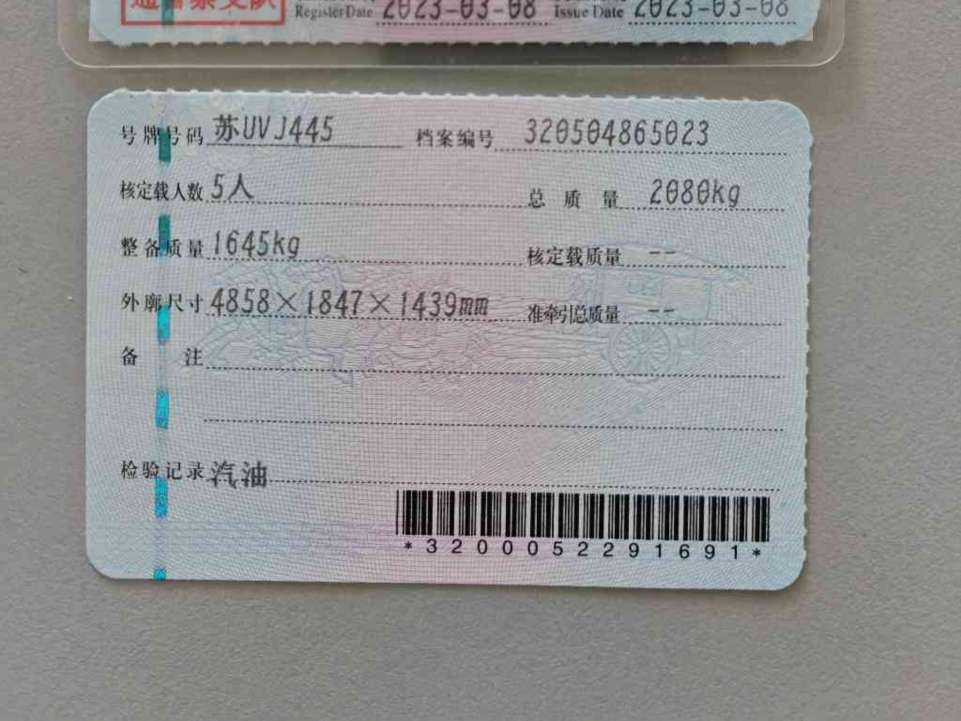 Register Date 2023-03-08 Issue Date 2023-03-08
号牌号码 苏UVJ445 档案编号 320504865023
核定载人数 5人 总质量 2080kg
整备质量 1645kg 核定载质量 --
外廓尺寸 4858×1847×1439mm 准牵引总质量 --
备注
检验记录 汽油
*3200052291691*